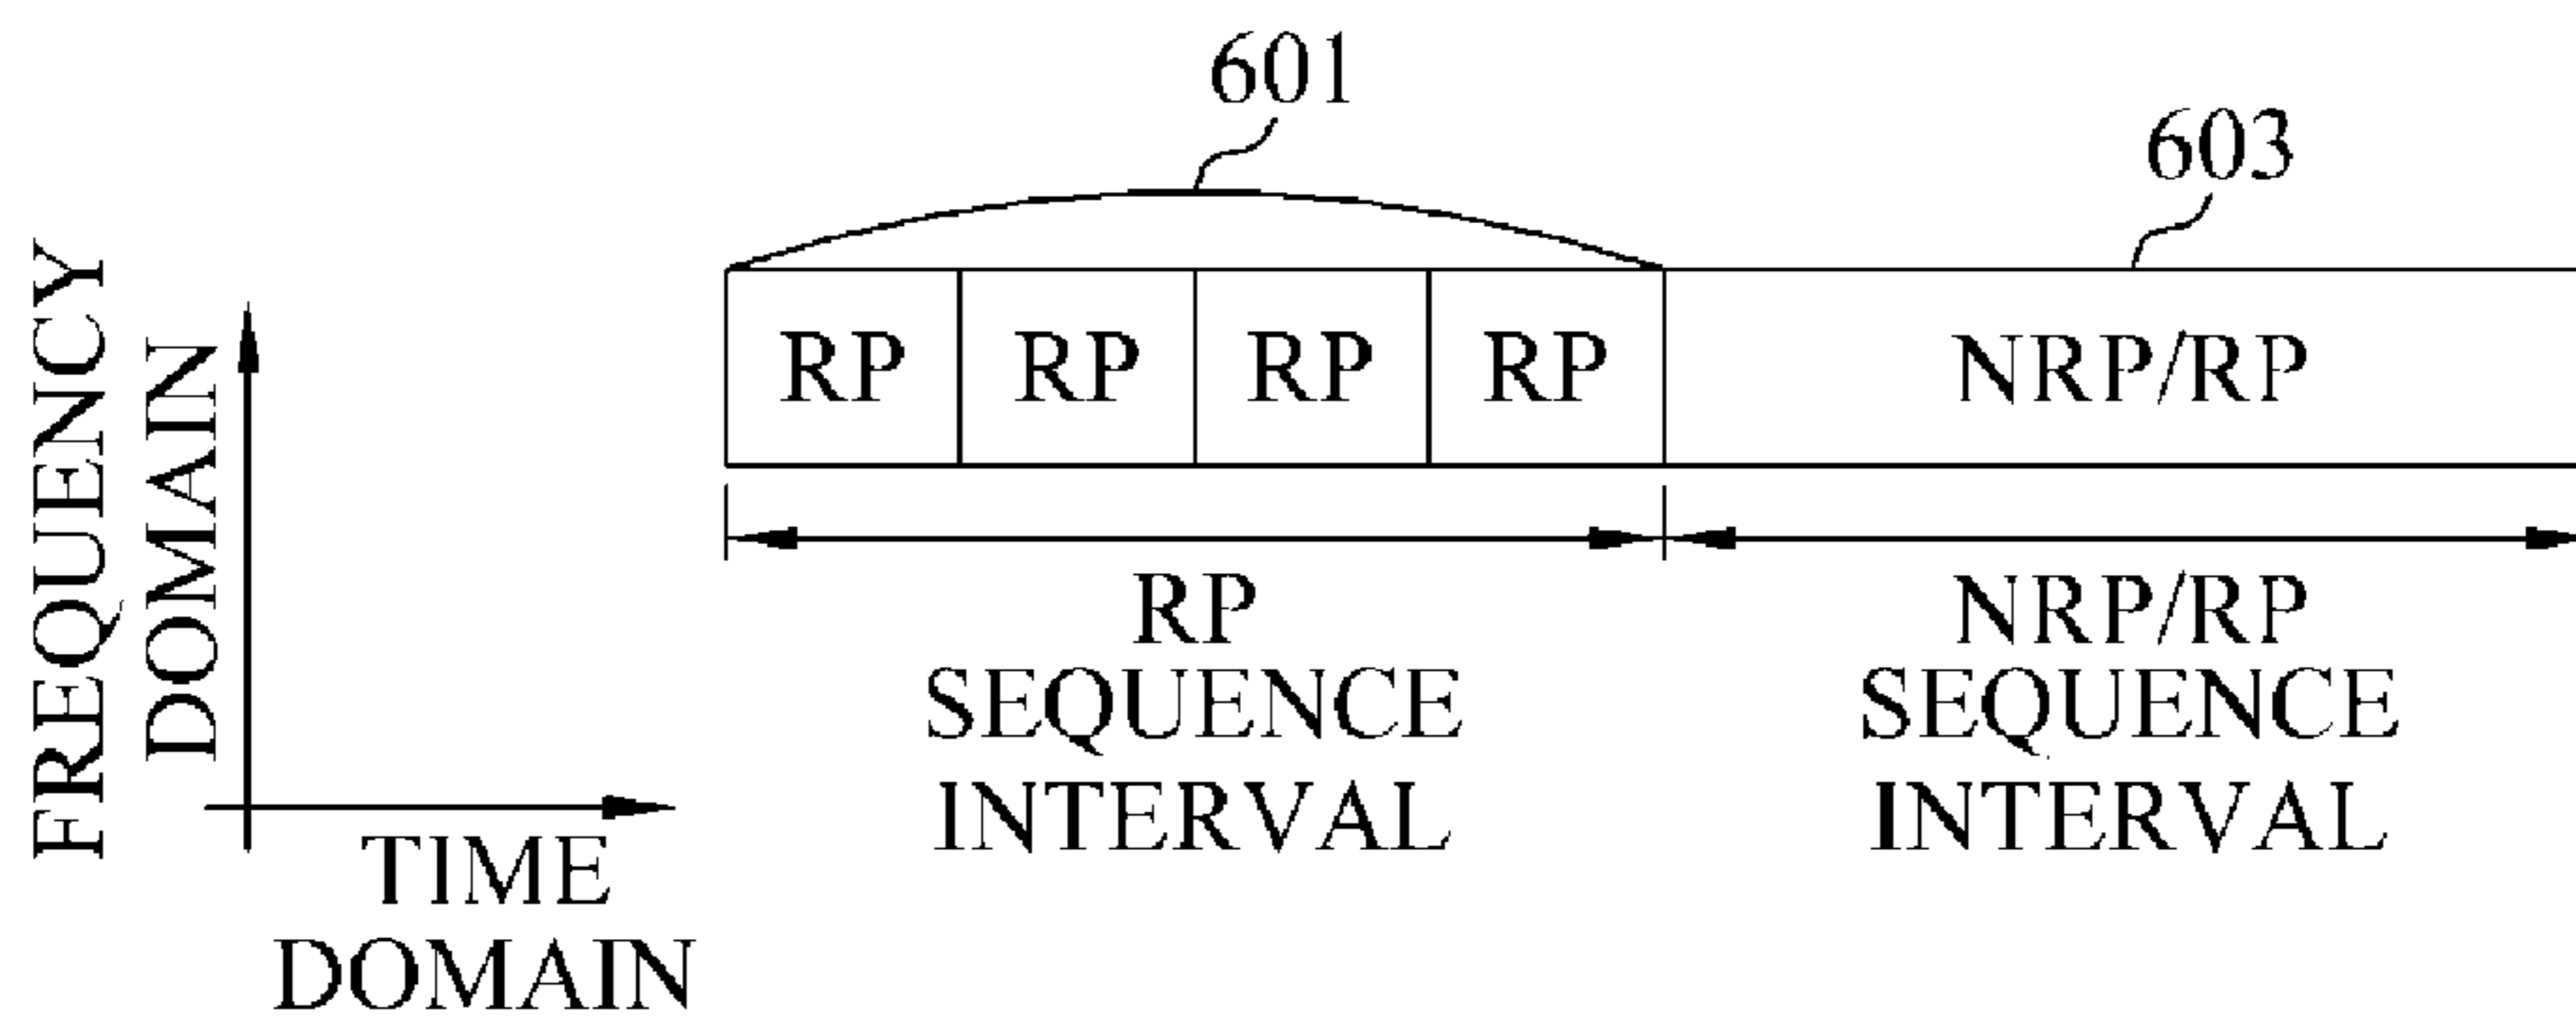 601
603
RP RP RP RP NRP/RP
RP
SEQUENCE
INTERVAL
NRP/RP
SEQUENCE
INTERVAL
FREQUENCY
DOMAIN
TIME
DOMAIN